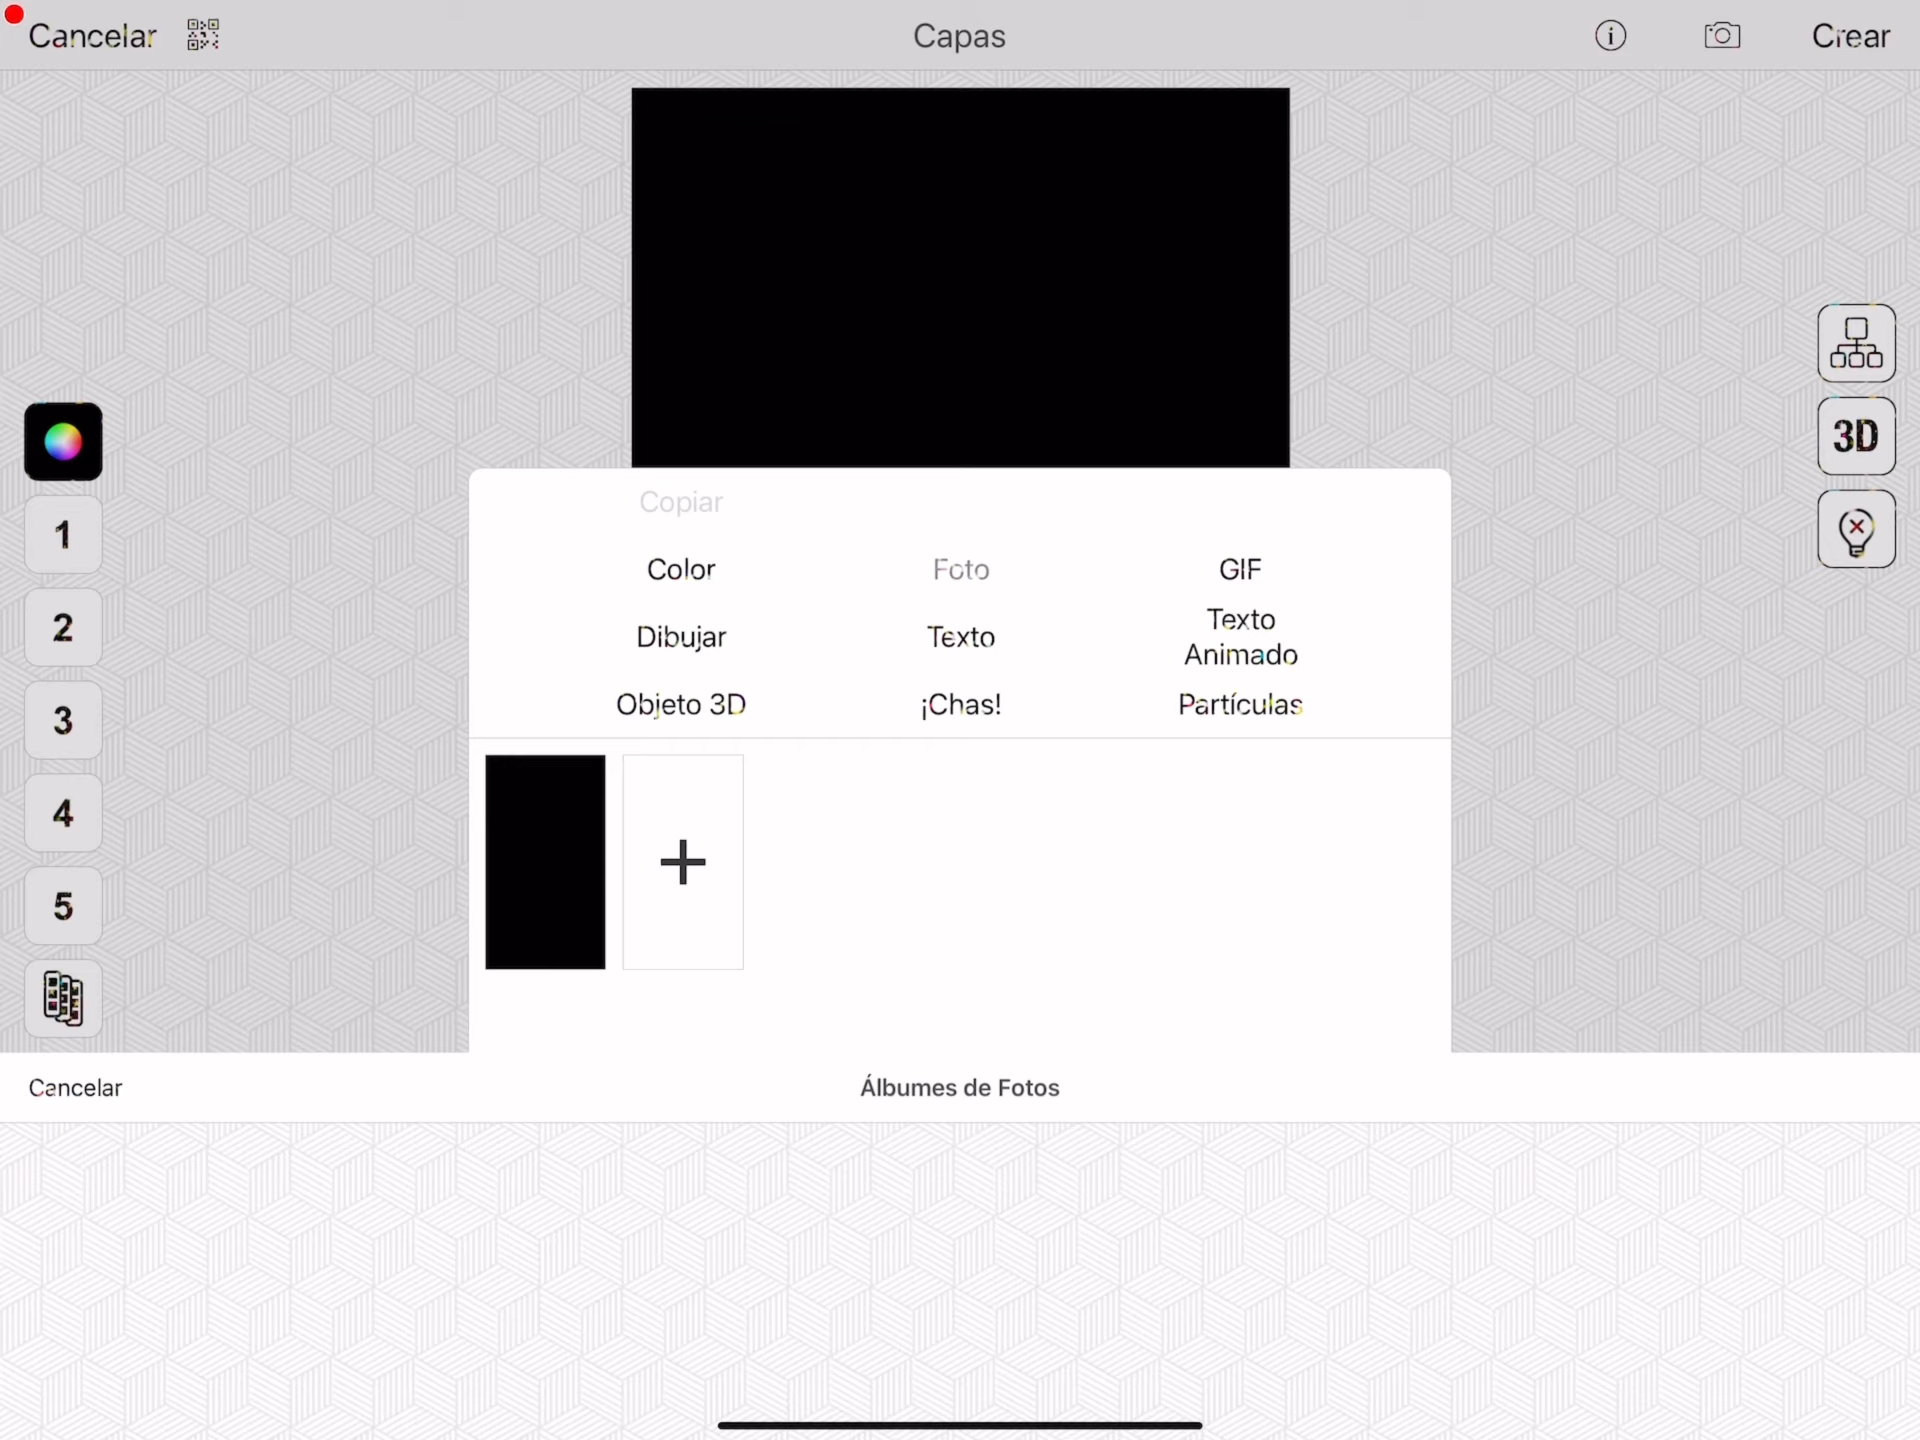 Cancelar
Capas
Crear
3D
1
2
3
4
5
Copiar
Color
Foto
GIF
Dibujar
Texto
Texto
Animado
Objeto 3D
¡Chas!
Partículas
Cancelar
Álbumes de Fotos